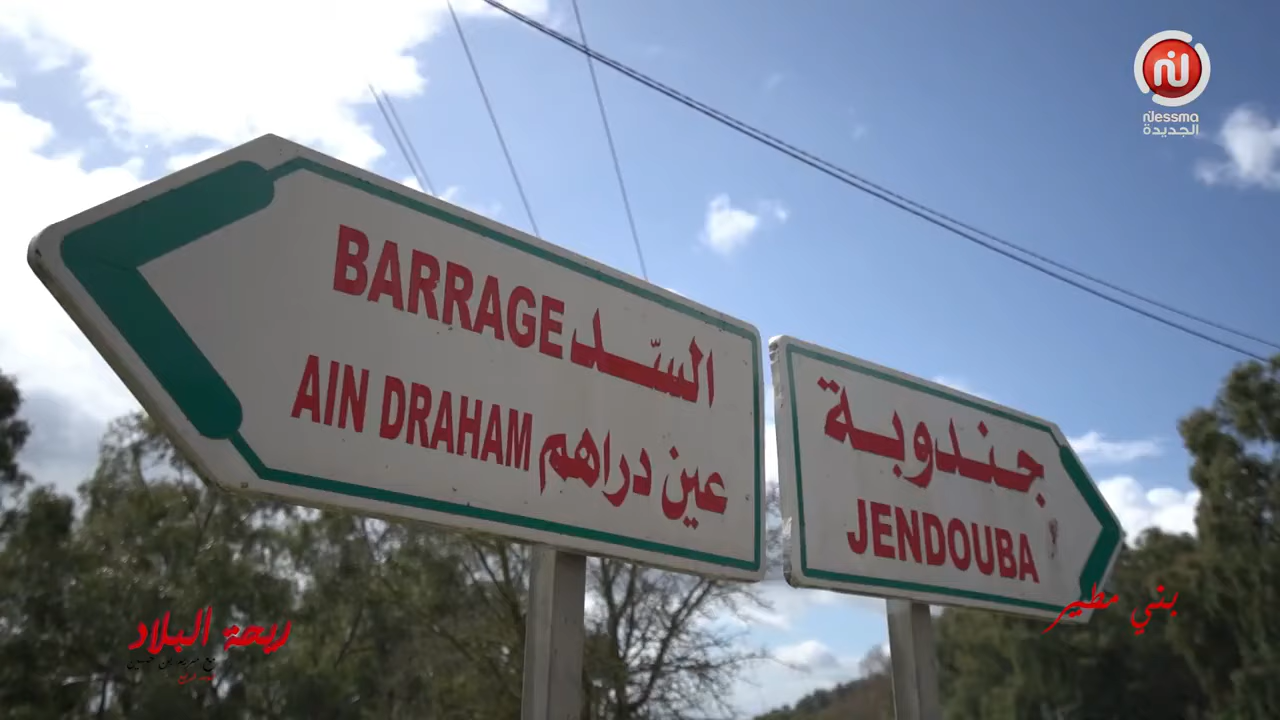 Nessma
الجديدة
BARRAGE السّد
AIN DRAHAM عين دراهم
جندوبة
JENDOUBA
بني مطير
ريحة البلاد